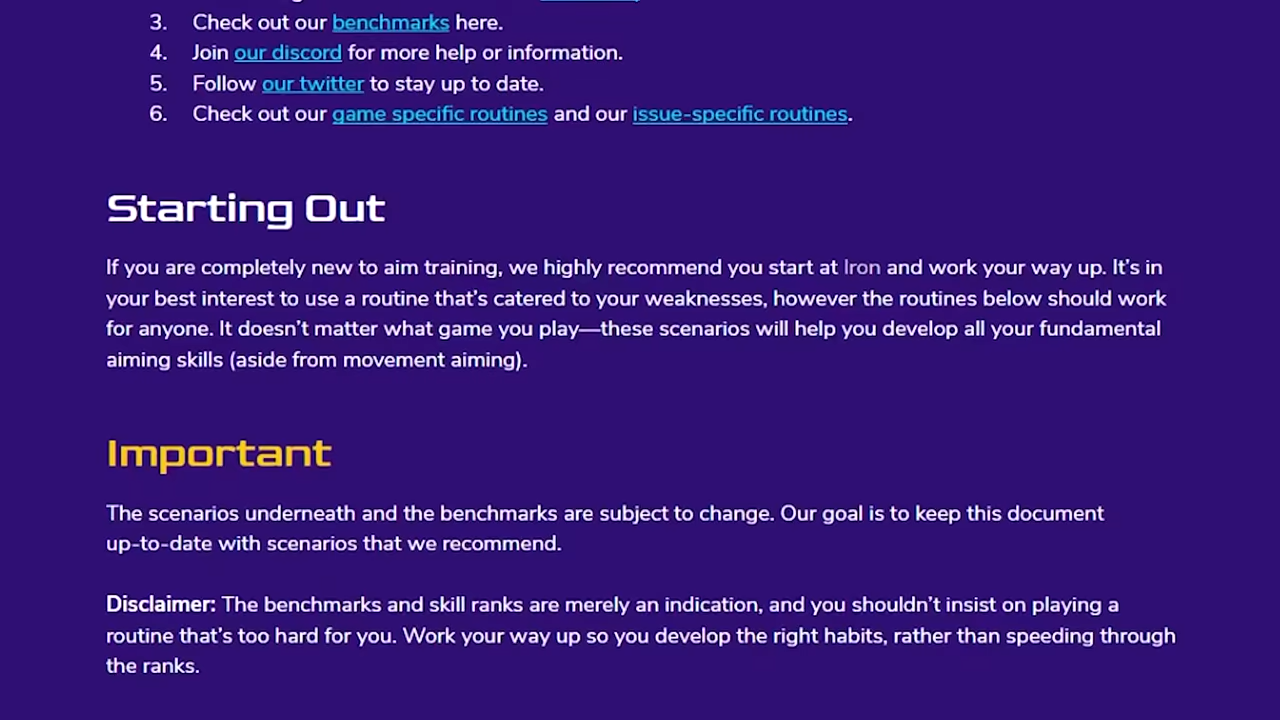 3. Check out our benchmarks here.
4. Join our discord for more help or information.
5. Follow our twitter to stay up to date.
6. Check out our game specific routines and our issue-specific routines.
Starting Out
If you are completely new to aim training, we highly recommend you start at Iron and work your way up. It’s in
your best interest to use a routine that’s catered to your weaknesses, however the routines below should work
for anyone. It doesn’t matter what game you play—these scenarios will help you develop all your fundamental
aiming skills (aside from movement aiming).
Important
The scenarios underneath and the benchmarks are subject to change. Our goal is to keep this document
up-to-date with scenarios that we recommend.
Disclaimer: The benchmarks and skill ranks are merely an indication, and you shouldn’t insist on playing a
routine that’s too hard for you. Work your way up so you develop the right habits, rather than speeding through
the ranks.